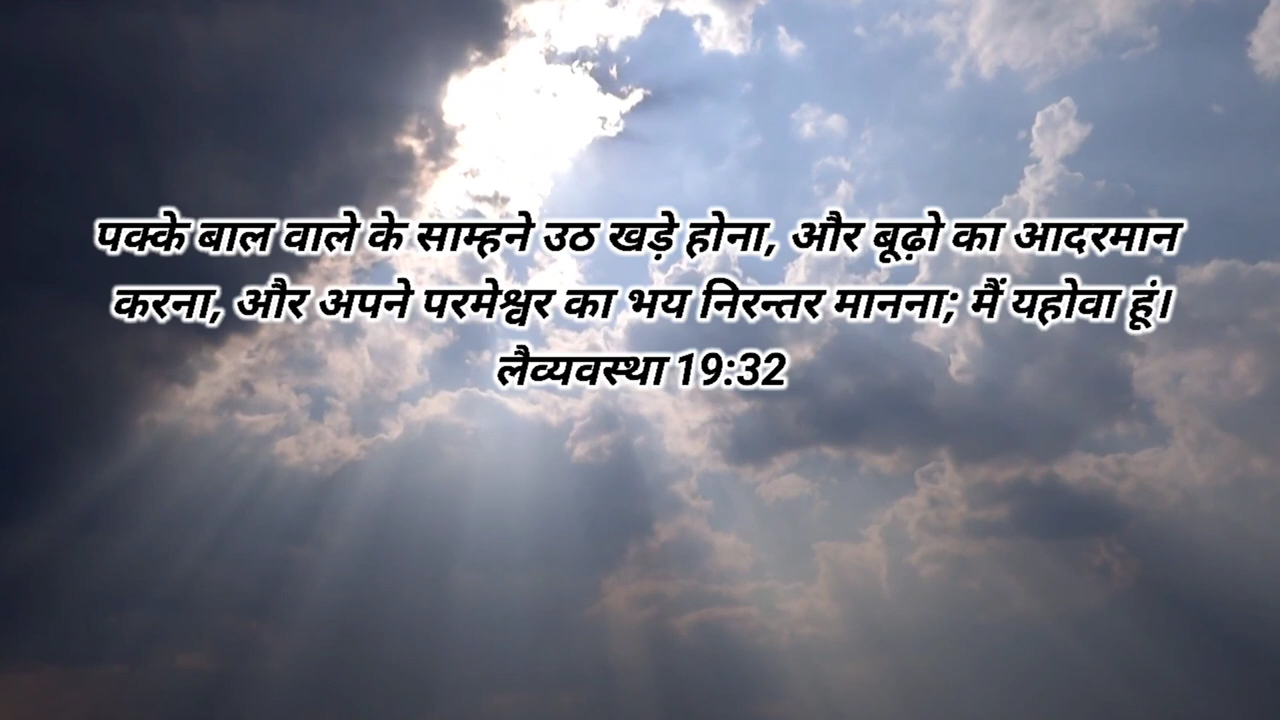 पक्के बाल वाले के साम्हने उठ खड़े होना, और बूढ़ो का आदरमान
करना, और अपने परमेश्वर का भय निरन्तर मानना; मैं यहोवा हूं।
लैव्यवस्था 19:32